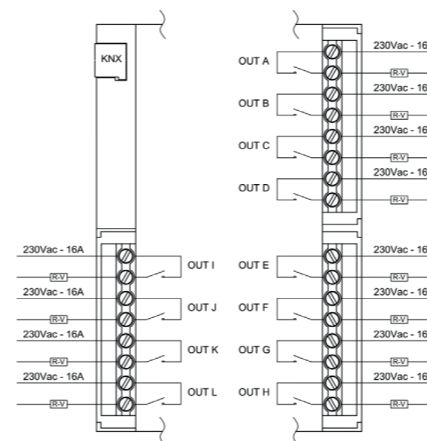 KNX
230Vac - 16A
R-V
OUT I
230Vac - 16A
R-V
OUT J
230Vac - 16A
R-V
OUT K
230Vac - 16A
R-V
OUT L
OUT A
230Vac - 16
R-V
OUT B
230Vac - 16
R-V
OUT C
230Vac - 16
R-V
OUT D
230Vac - 16
R-V
OUT E
230Vac - 16
R-V
OUT F
230Vac - 16
R-V
OUT G
230Vac - 16
R-V
OUT H
230Vac - 16
R-V